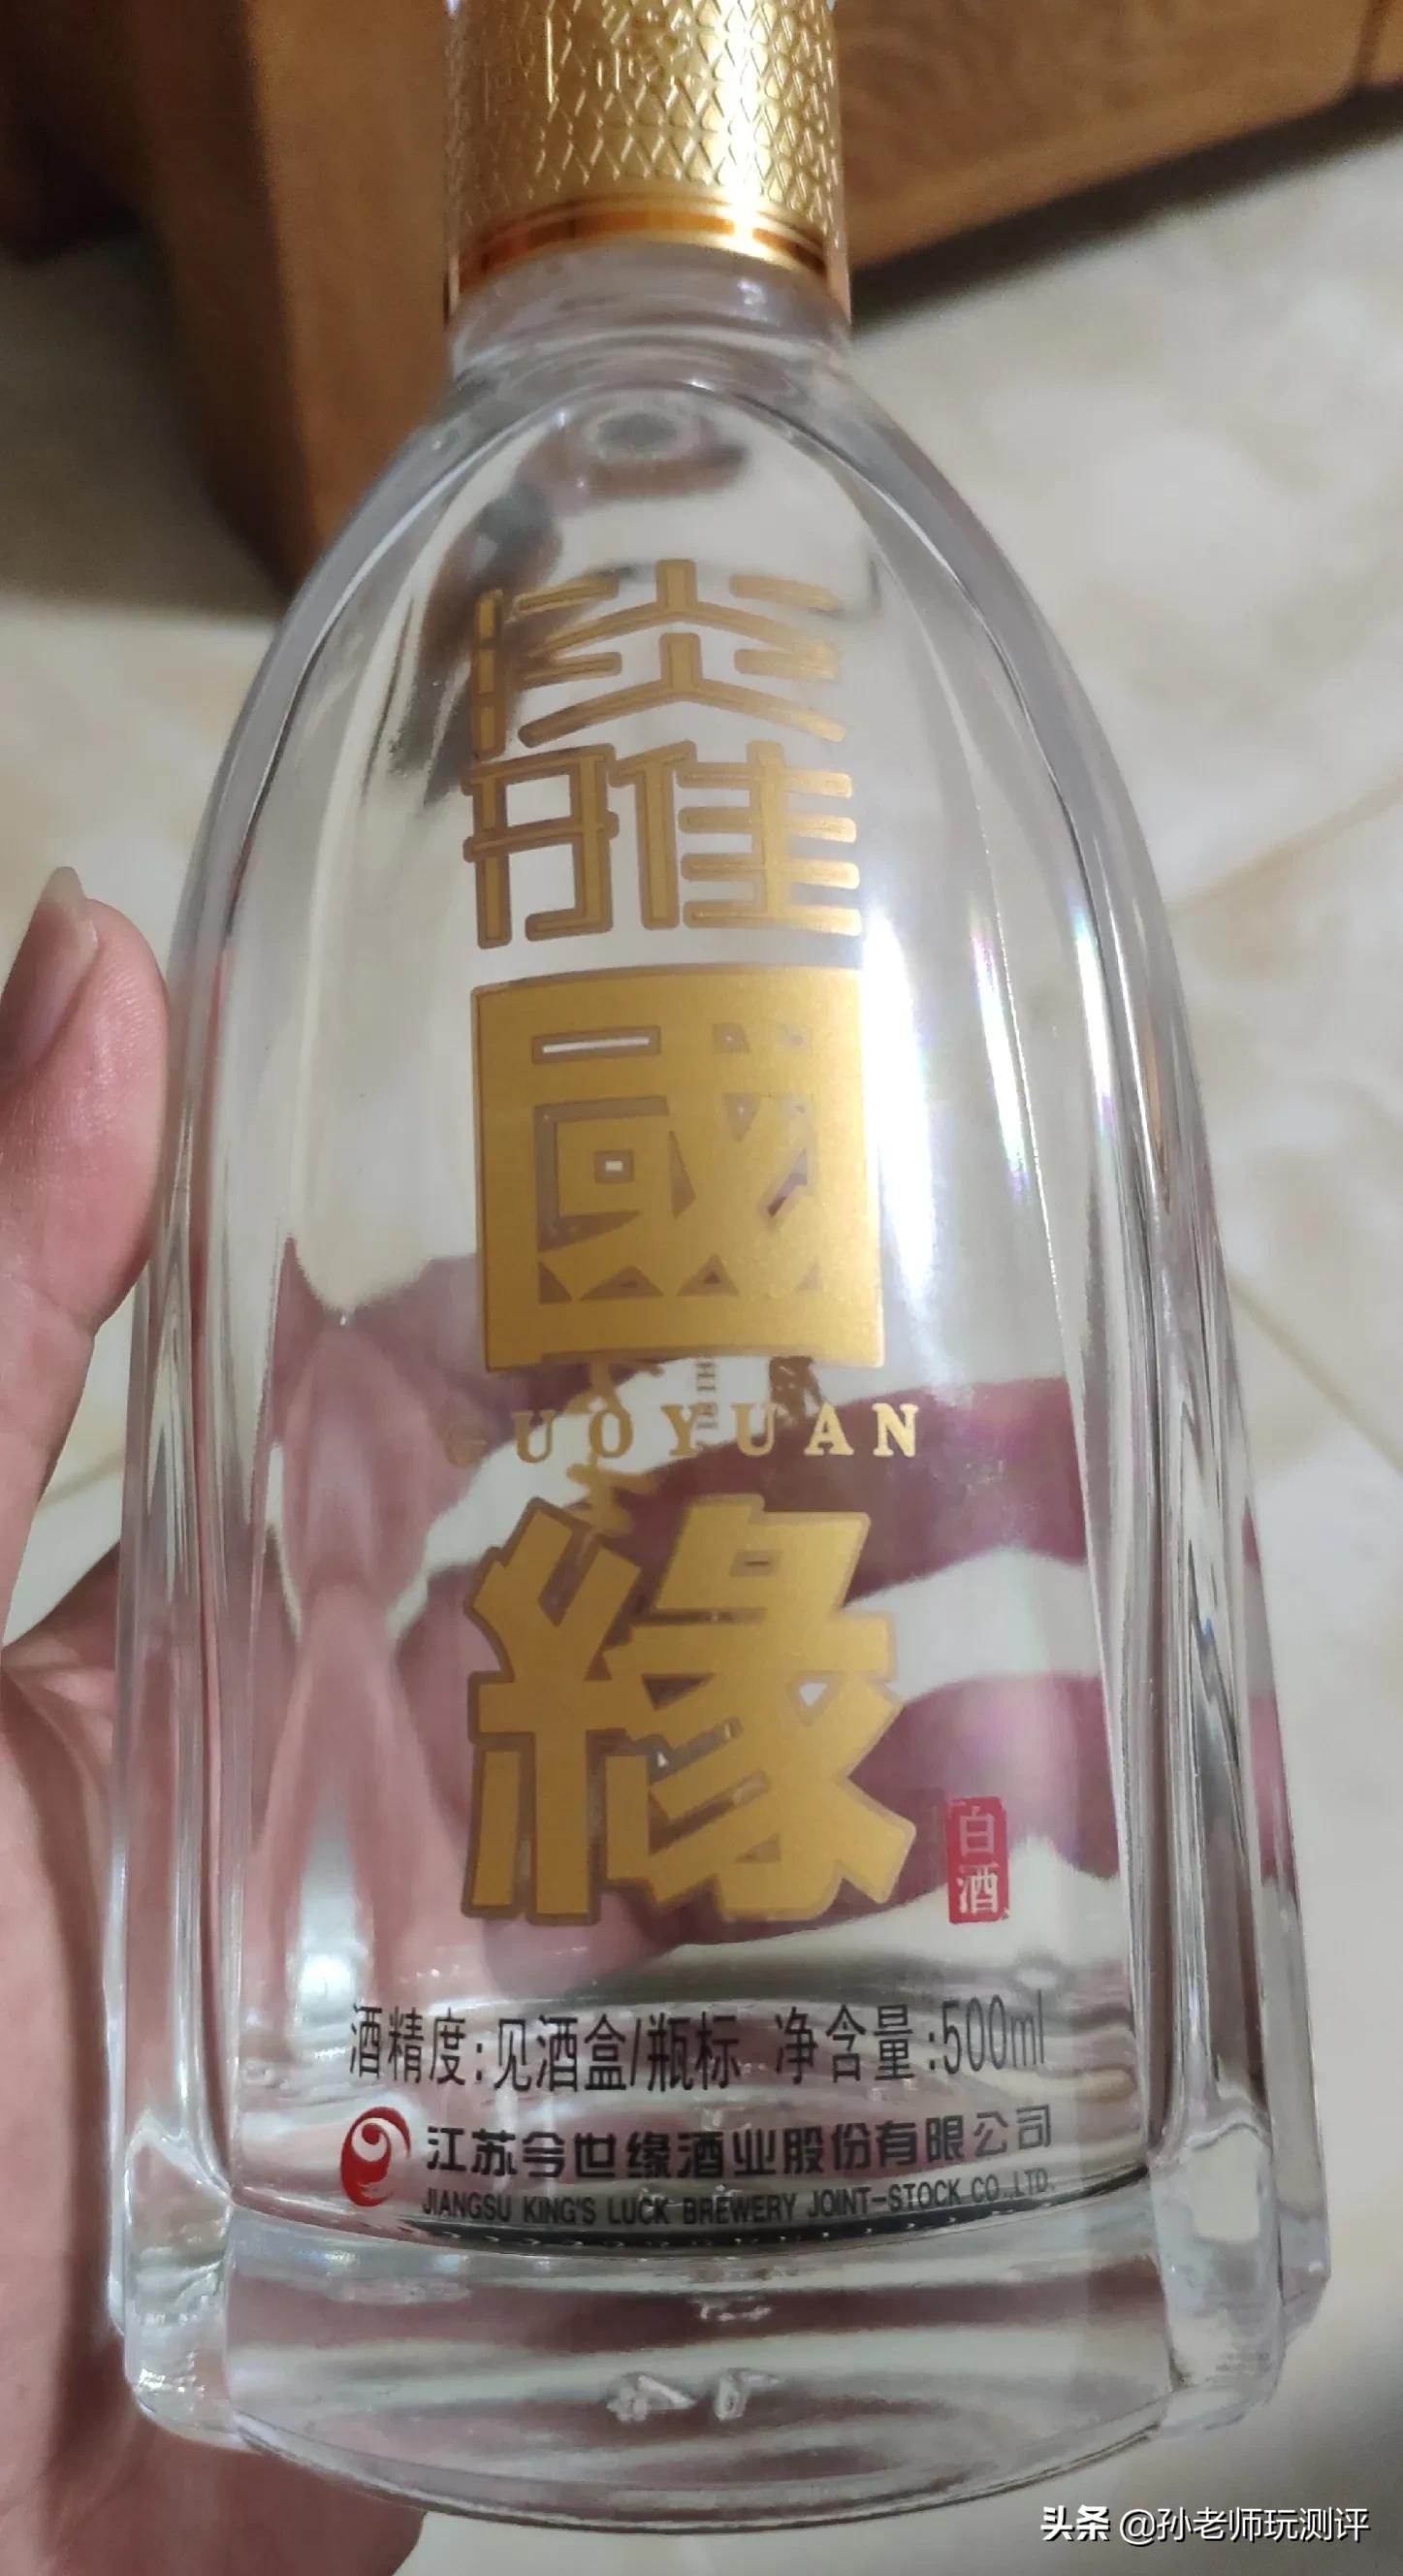 淡雅
國
GUOYUAN
緣
白酒
酒精度:见酒盒/瓶标 净含量:500ml
江苏今世缘酒业股份有限公司
JIANGSU KING'S LUCK BREWERY JOINT-STOCK CO.,LTD.
头条 @孙老师玩测评